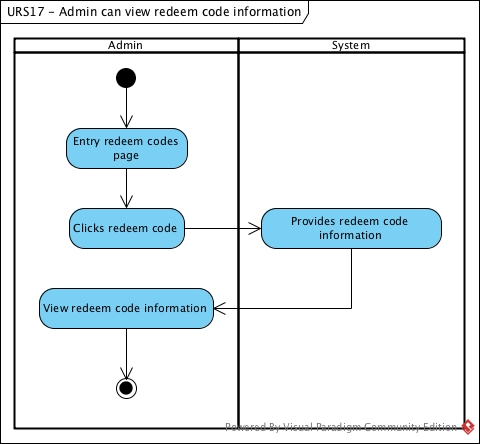 URS17 - Admin can view redeem code information
Admin
System
Entry redeem codes
page
Clicks redeem code
Provides redeem code
information
View redeem code information
Powered By Visual Paradigm Community Edition